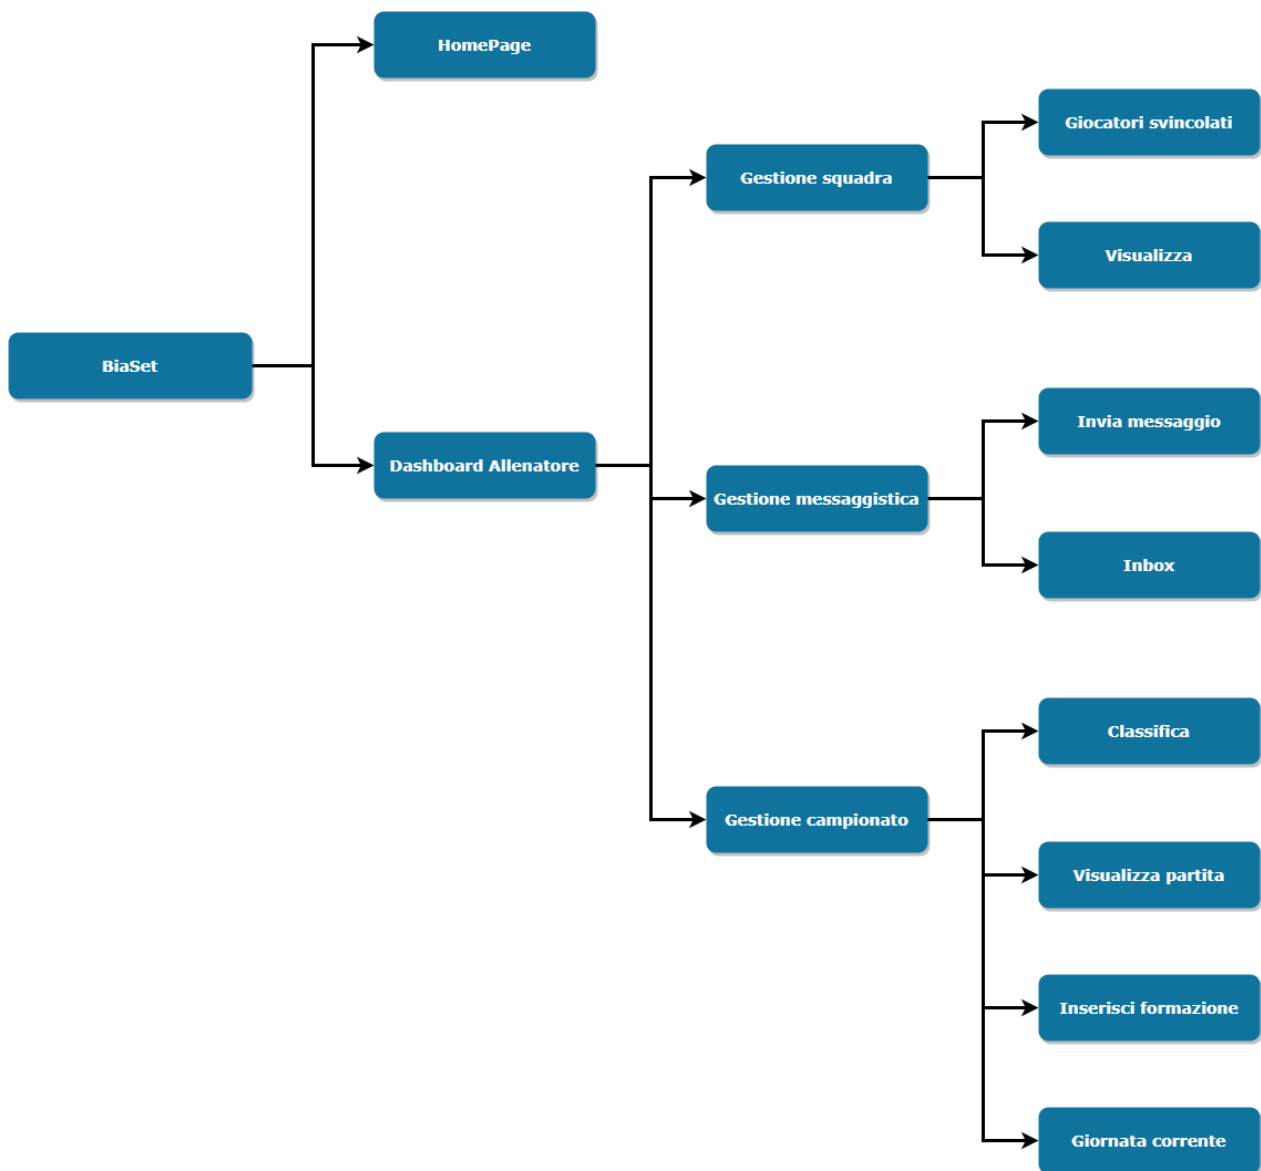 HomePage
Giocatori svincolati
Gestione squadra
Visualizza
BiaSet
Invia messaggio
Dashboard Allenatore
Gestione messaggistica
Inbox
Classifica
Gestione campionato
Visualizza partita
Inserisci formazione
Giornata corrente